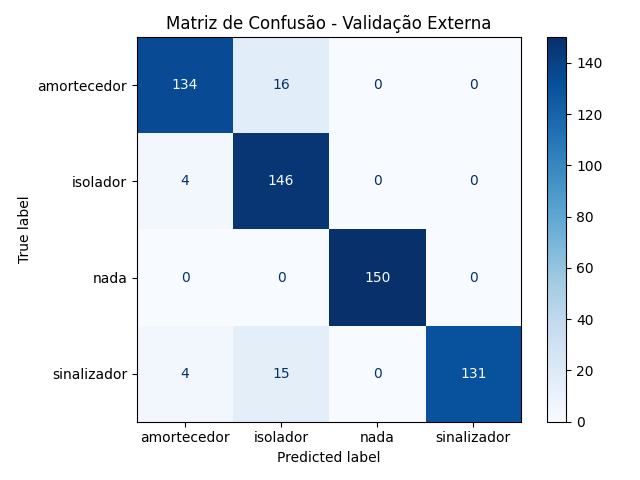 Matriz de Confusão - Validação Externa
True label
amortecedor 134 16 0 0
isolador 4 146 0 0
nada 0 0 150 0
sinalizador 4 15 0 131
amortecedor isolador nada sinalizador
Predicted label
140
120
100
80
60
40
20
0